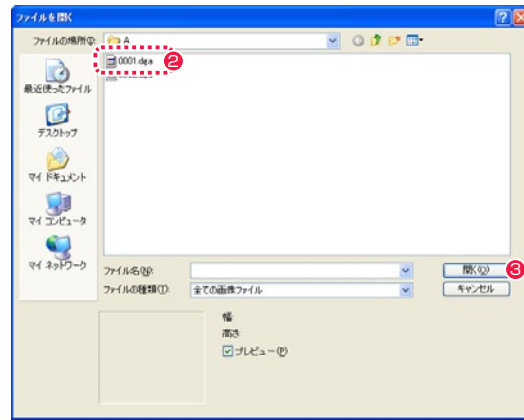 ファイルを開く
ファイルの場所(I):
A
0001.dga
2
最近使ったファイル
デスクトップ
マイ ドキュメント
マイ コンピュータ
マイ ネットワーク
ファイル名(N):
開く(O)
3
ファイルの種類(T):
全ての画像ファイル
キャンセル
幅:
高さ:
プレビュー(P)